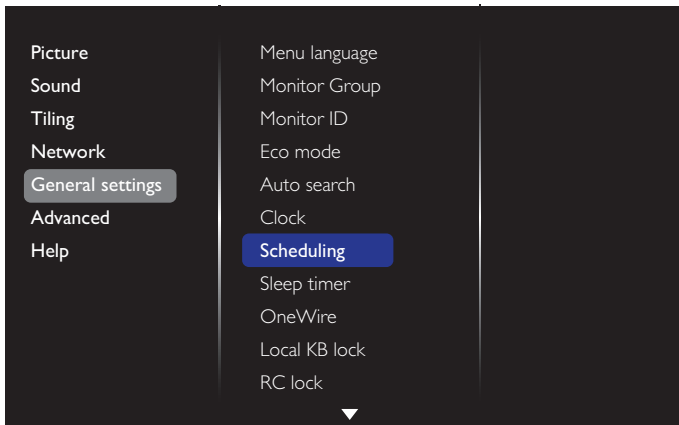 Picture
Sound
Tiling
Network
General settings
Advanced
Help
Menu language
Monitor Group
Monitor ID
Eco mode
Auto search
Clock
Scheduling
Sleep timer
OneWire
Local KB lock
RC lock